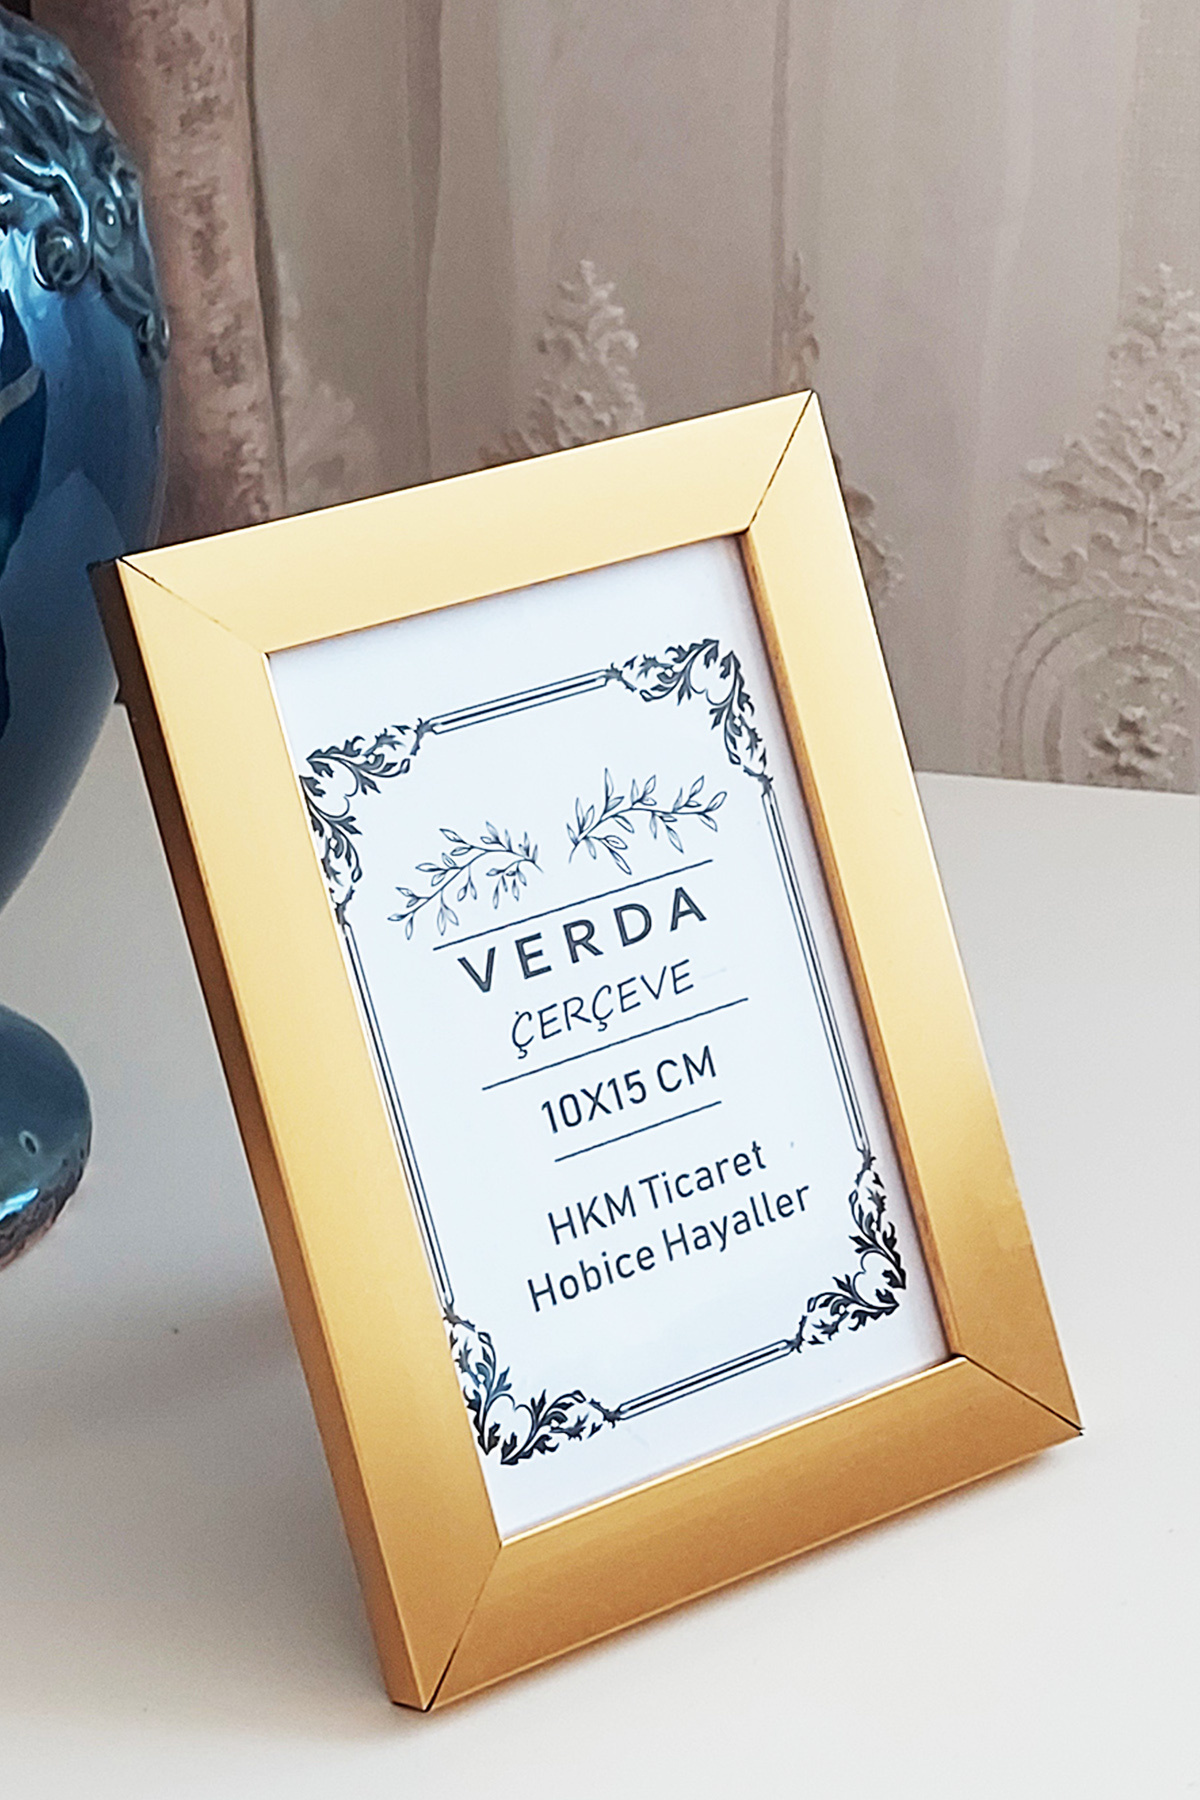 VERDA
ÇERÇEVE
10X15 CM
HKM Ticaret
Hobice Hayaller